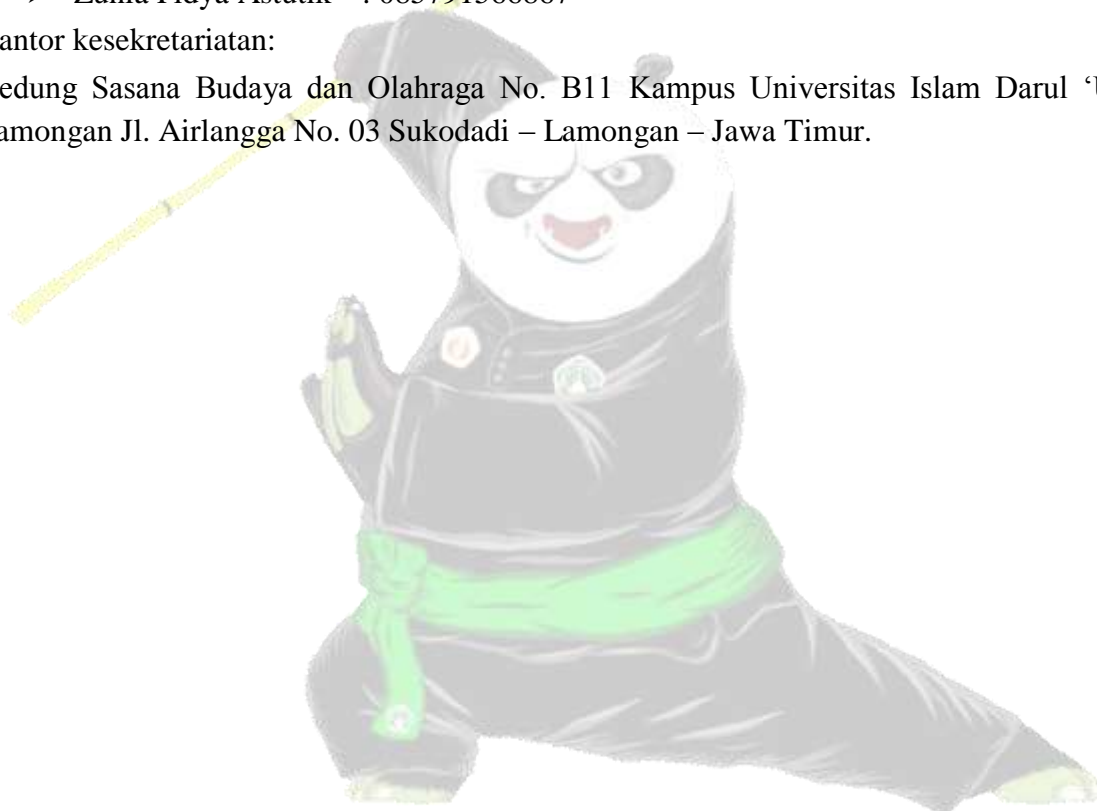 antor kesekretariatan:
edung Sasana Budaya dan Olahraga No. B11 Kampus Universitas Islam Darul ‘U
amongan Jl. Airlangga No. 03 Sukodadi – Lamongan – Jawa Timur.